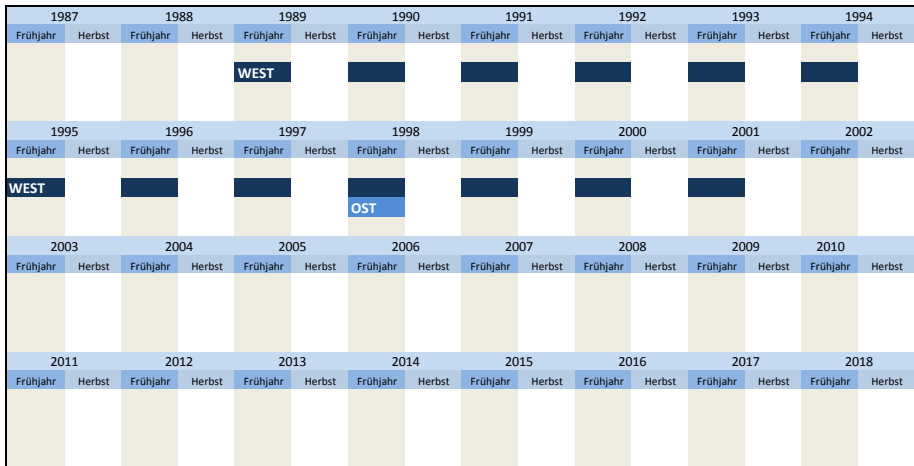 1987 1988 1989 1990 1991 1992 1993 1994
Frühjahr Herbst Frühjahr Herbst Frühjahr Herbst Frühjahr Herbst Frühjahr Herbst Frühjahr Herbst Frühjahr Herbst Frühjahr Herbst
WEST
1995 1996 1997 1998 1999 2000 2001 2002
Frühjahr Herbst Frühjahr Herbst Frühjahr Herbst Frühjahr Herbst Frühjahr Herbst Frühjahr Herbst Frühjahr Herbst Frühjahr Herbst
WEST
OST
2003 2004 2005 2006 2007 2008 2009 2010
Frühjahr Herbst Frühjahr Herbst Frühjahr Herbst Frühjahr Herbst Frühjahr Herbst Frühjahr Herbst Frühjahr Herbst Frühjahr Herbst
2011 2012 2013 2014 2015 2016 2017 2018
Frühjahr Herbst Frühjahr Herbst Frühjahr Herbst Frühjahr Herbst Frühjahr Herbst Frühjahr Herbst Frühjahr Herbst Frühjahr Herbst